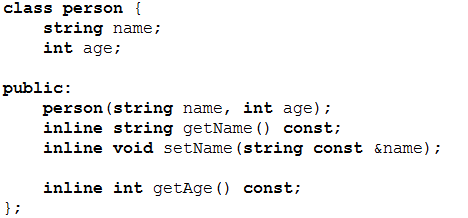 class person {
    string name;
    int age;

public:
    person(string name, int age);
    inline string getName() const;
    inline void setName(string const &name);

    inline int getAge() const;
};